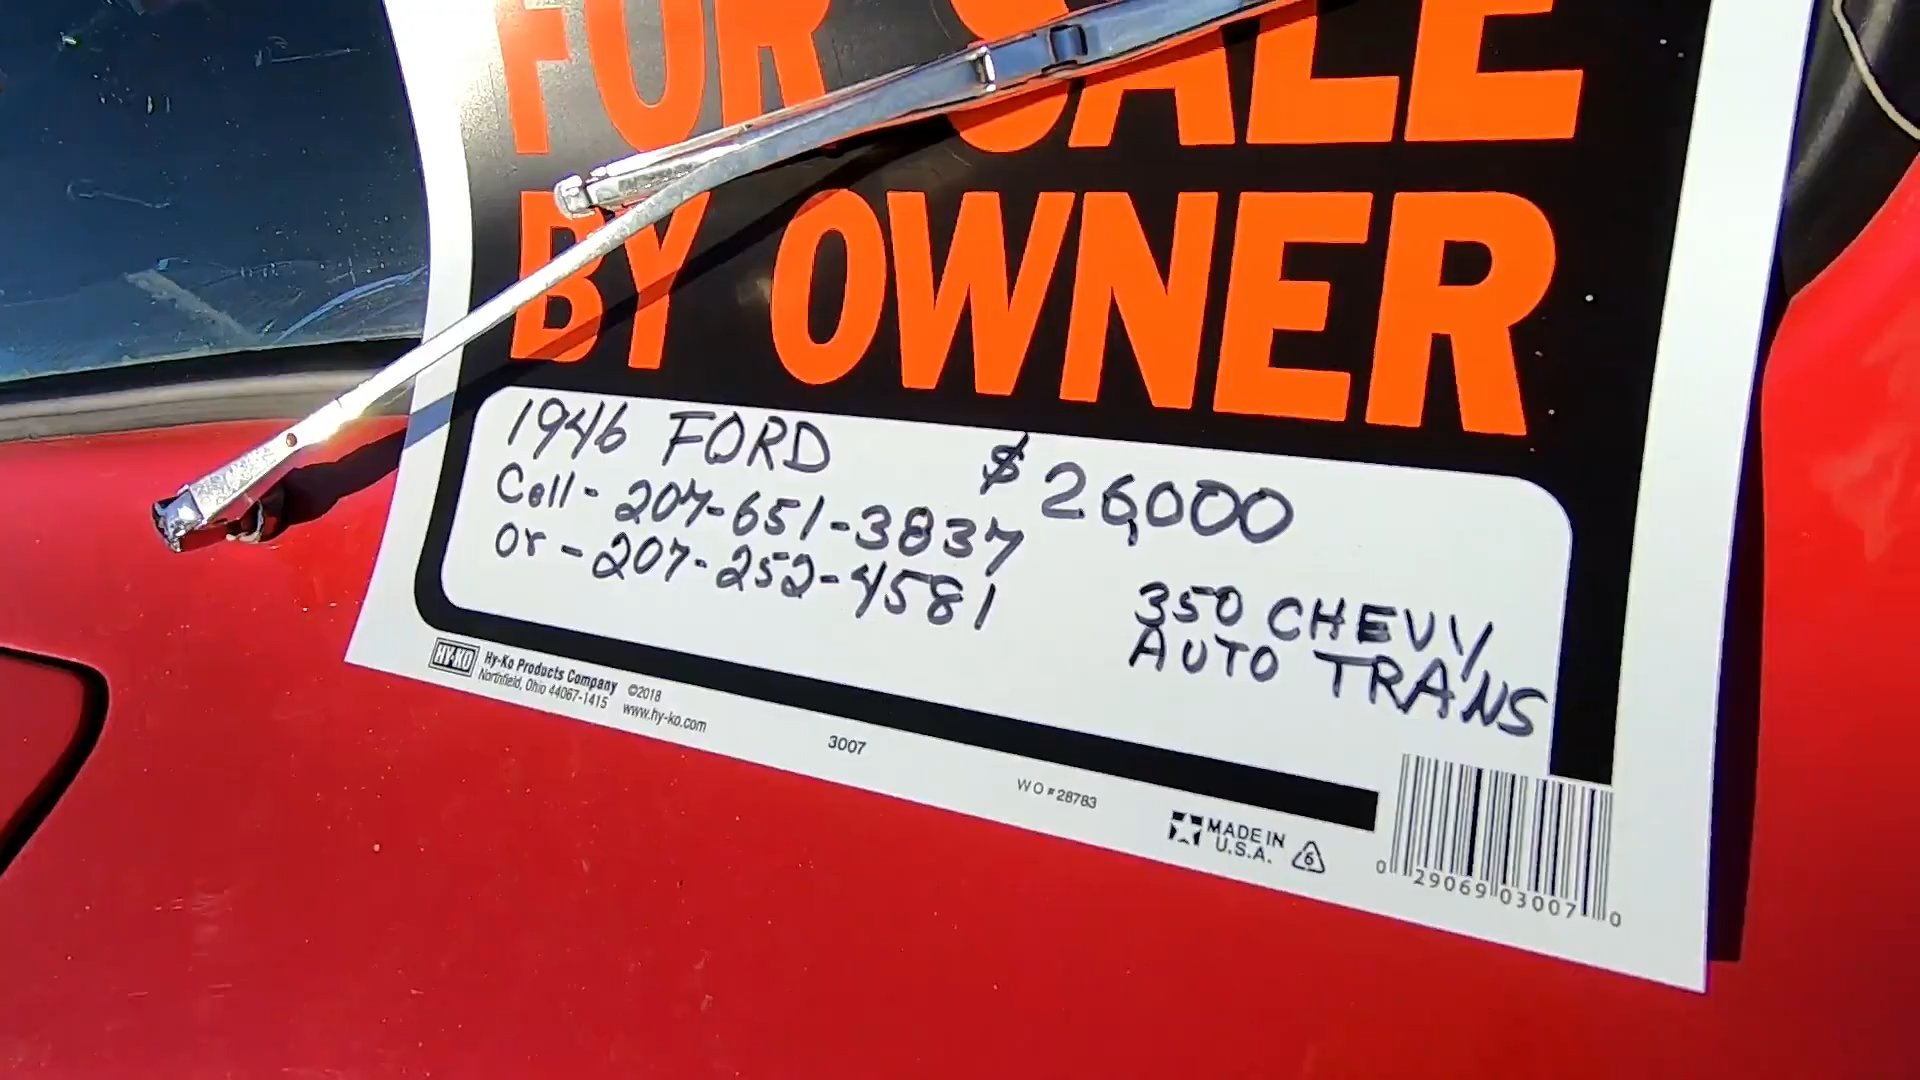 FOR SALE
BY OWNER
1946 FORD $26,000
Cell - 207-651-3837
or - 207-252-4581
350 CHEVY
AUTO TRANS
HY-KO Hy-Ko Products Company ©2018
Northfield, Ohio 44067-1415 www.hy-ko.com
3007
WO#28783
MADE IN
U.S.A.
6
0 29069 03007 0